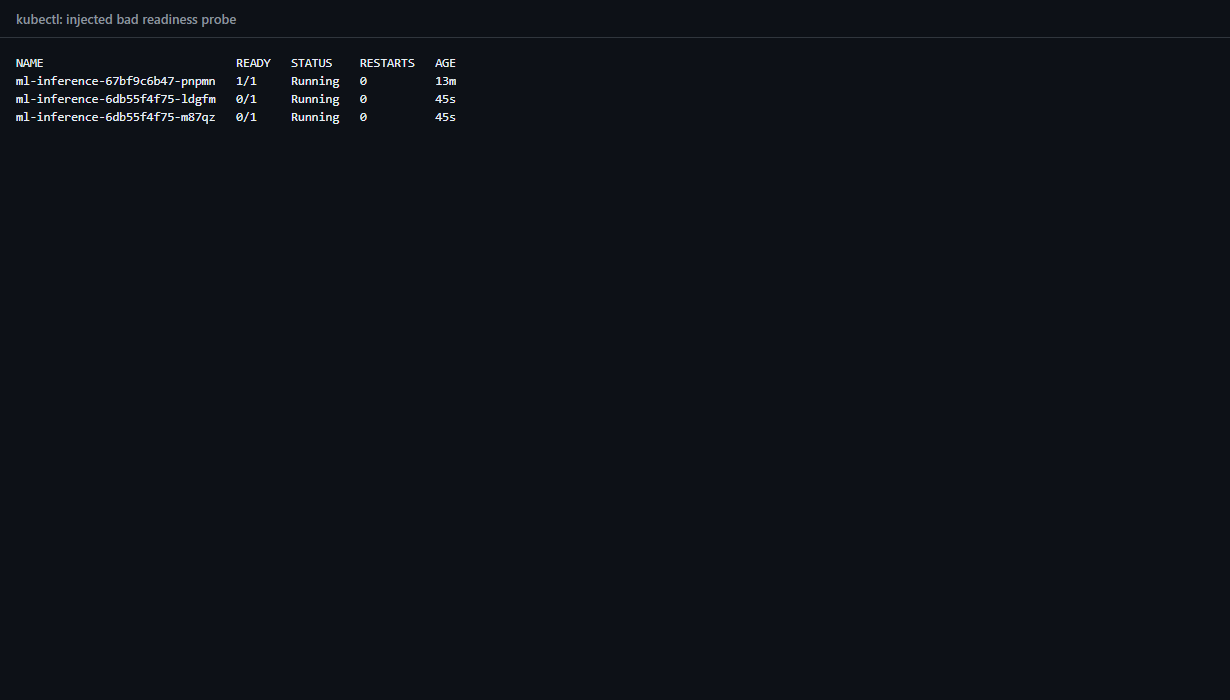 kubectl: injected bad readiness probe
NAME READY STATUS RESTARTS AGE
ml-inference-67bf9c6b47-pnpmn 1/1 Running 0 13m
ml-inference-6db55f4f75-ldgfm 0/1 Running 0 45s
ml-inference-6db55f4f75-m87qz 0/1 Running 0 45s